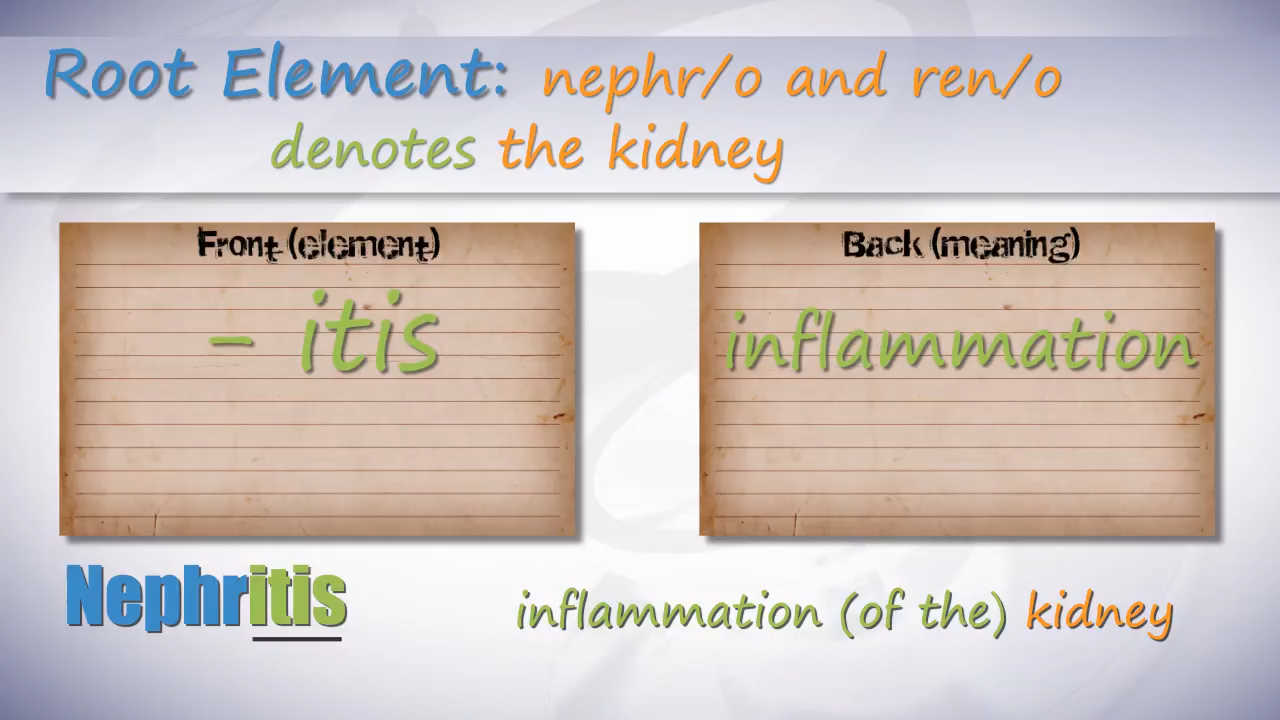 Root Element: nephr/o and ren/o
denotes the kidney
Front (element)
- itis
Back (meaning)
inflammation
Nephritis
inflammation (of the) kidney